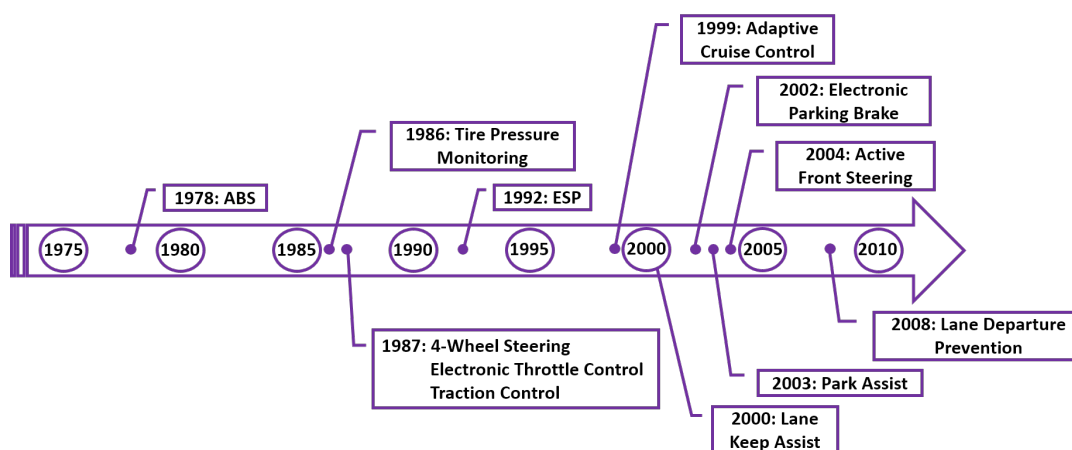 1999: Adaptive
Cruise Control
2002: Electronic
Parking Brake
1986: Tire Pressure
Monitoring
2004: Active
Front Steering
1978: ABS
1992: ESP
1975
1980
1985
1990
1995
2000
2005
2010
1987: 4-Wheel Steering
Electronic Throttle Control
Traction Control
2008: Lane Departure
Prevention
2003: Park Assist
2000: Lane
Keep Assist